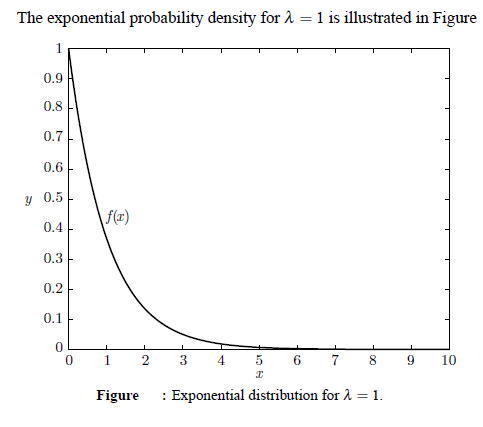 The exponential probability density for λ = 1 is illustrated in Figure
1
0.9
0.8
0.7
0.6
y 0.5
f(x)
0.4
0.3
0.2
0.1
0
0 1 2 3 4 5 6 7 8 9 10
x
Figure : Exponential distribution for λ = 1.